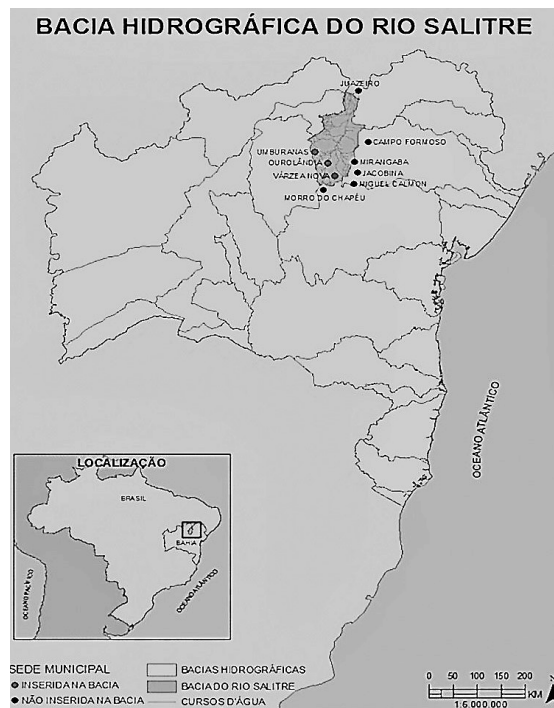 BACIA HIDROGRÁFICA DO RIO SALITRE
JUAZEIRO
CAMPO FORMOSO
UMBURANAS
OUROLÂNDIA
MIRANGABA
VÁRZEA NOVA
JACOBINA
MIGUEL CALMON
MORRO DO CHAPÉU
OCEANO ATLÂNTICO
LOCALIZAÇÃO
BRASIL
BAHIA
OCEANO PACÍFICO
OCEANO ATLÂNTICO
SEDE MUNICIPAL
INSERIDA NA BACIA
NÃO INSERIDA NA BACIA
BACIAS HIDROGRÁFICAS
BACIA DO RIO SALITRE
CURSOS D'ÁGUA
0 50 100 150 200
KM
1:6.000.000